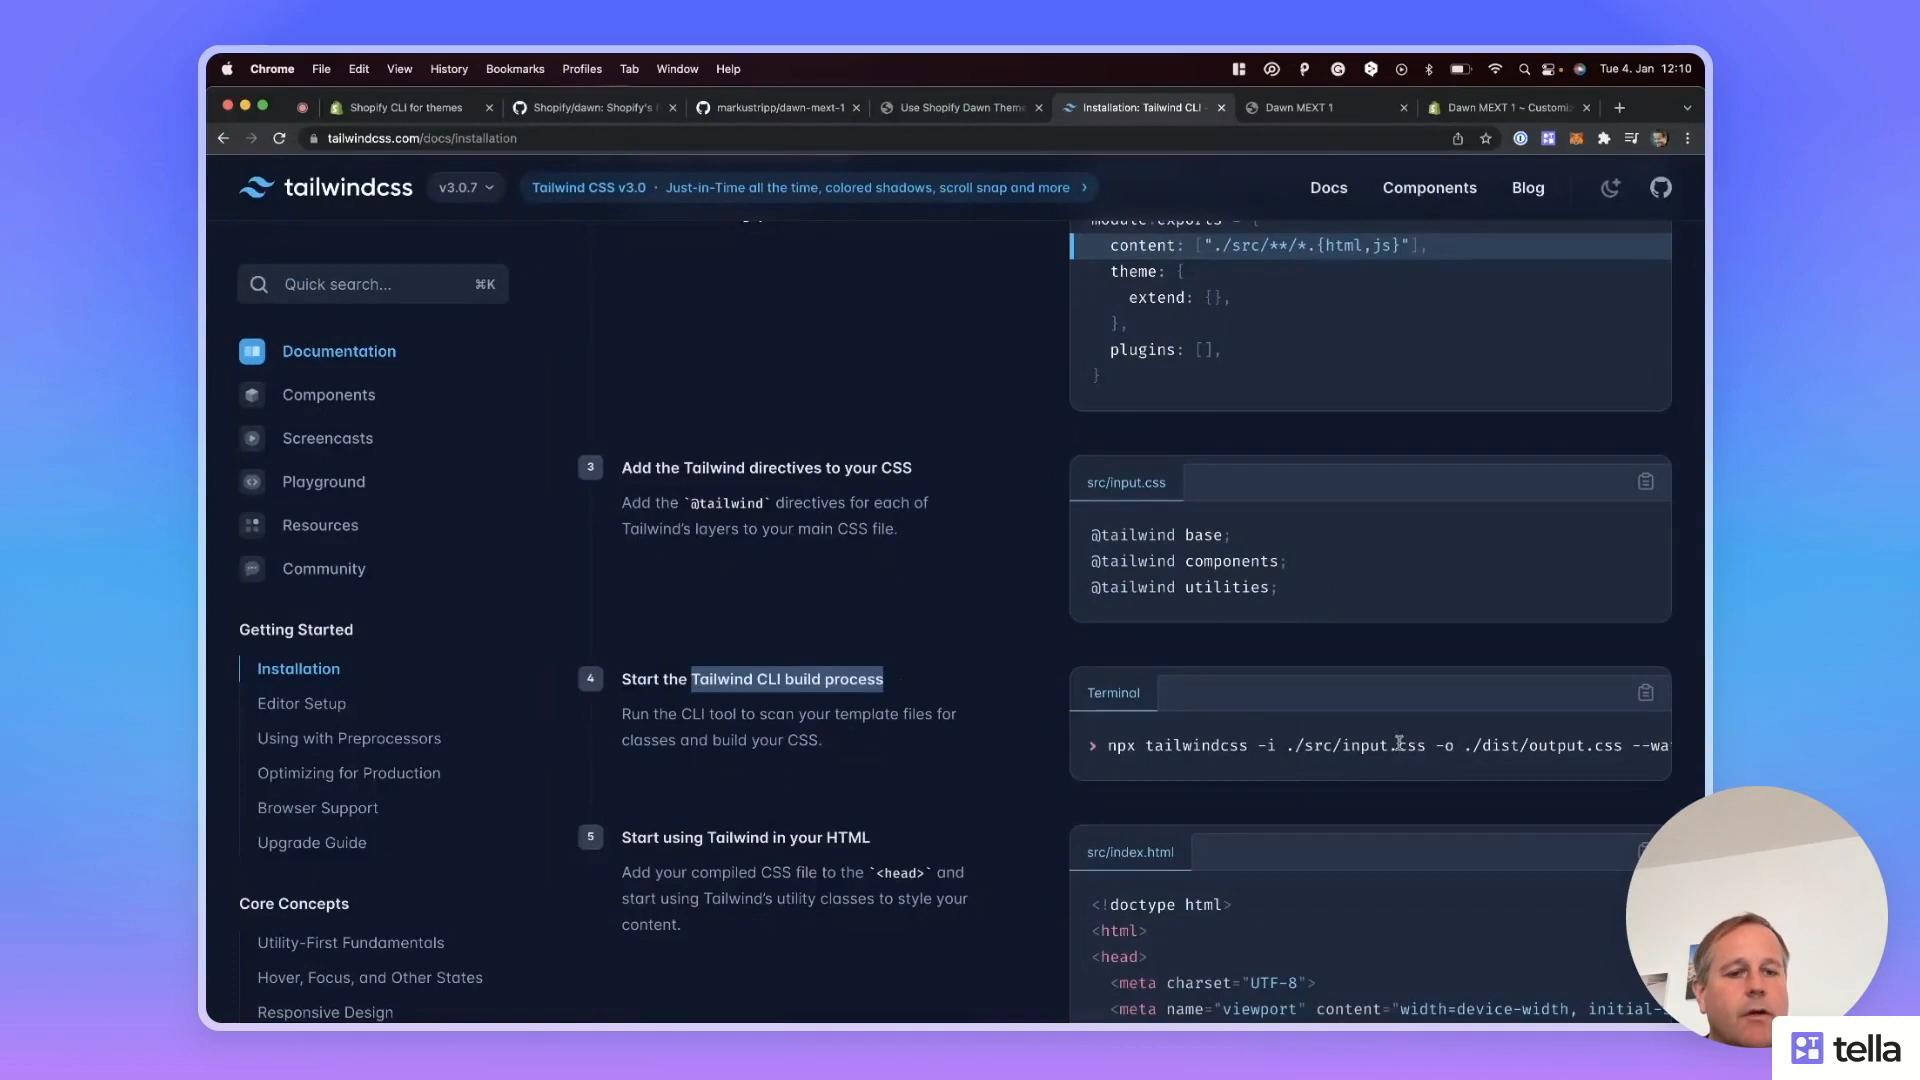 Chrome File Edit View History Bookmarks Profiles Tab Window Help Tue 4. Jan 12:10
Shopify CLI for themes
Shopify/dawn: Shopify's
markustripp/dawn-mext-1
Use Shopify Dawn Theme
Installation: Tailwind CLI -
Dawn MEXT 1
Dawn MEXT 1 ~ Customiz
tailwindcss.com/docs/installation
tailwindcss v3.0.7
Tailwind CSS v3.0 · Just-in-Time all the time, colored shadows, scroll snap and more
Docs Components Blog
Quick search... ⌘K
Documentation
Components
Screencasts
Playground
Resources
Community
Getting Started
Installation
Editor Setup
Using with Preprocessors
Optimizing for Production
Browser Support
Upgrade Guide
Core Concepts
Utility-First Fundamentals
Hover, Focus, and Other States
Responsive Design
module.exports = {
content: ["./src/**/*.{html,js}"],
theme: {
extend: {},
},
plugins: [],
}
3
Add the Tailwind directives to your CSS
Add the `@tailwind` directives for each of
Tailwind's layers to your main CSS file.
src/input.css
@tailwind base;
@tailwind components;
@tailwind utilities;
4
Start the Tailwind CLI build process
Run the CLI tool to scan your template files for
classes and build your CSS.
Terminal
> npx tailwindcss -i ./src/input.css -o ./dist/output.css --wa
5
Start using Tailwind in your HTML
Add your compiled CSS file to the `<head>` and
start using Tailwind's utility classes to style your
content.
src/index.html
<!doctype html>
<html>
<head>
<meta charset="UTF-8">
<meta name="viewport" content="width=device-width, initial-
tella